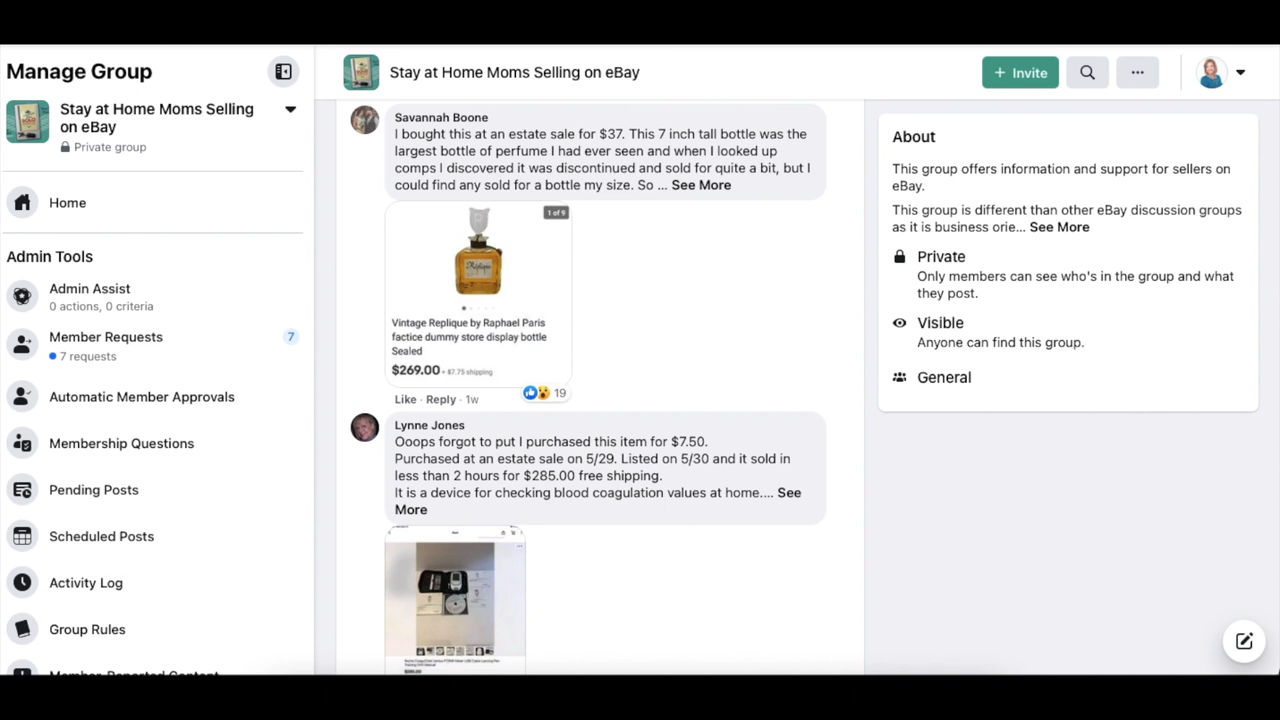 Manage Group
Stay at Home Moms Selling
on eBay
Private group
Home
Admin Tools
Admin Assist
0 actions, 0 criteria
Member Requests
7
7 requests
Automatic Member Approvals
Membership Questions
Pending Posts
Scheduled Posts
Activity Log
Group Rules
Member-Reported Content
Stay at Home Moms Selling on eBay
+ Invite
Savannah Boone
I bought this at an estate sale for $37. This 7 inch tall bottle was the
largest bottle of perfume I had ever seen and when I looked up
comps I discovered it was discontinued and sold for quite a bit, but I
could find any sold for a bottle my size. So ... See More
1 of 9
Replique
Vintage Replique by Raphael Paris
factice dummy store display bottle
Sealed
$269.00 + $7.75 shipping
19
Like · Reply · 1w
Lynne Jones
Ooops forgot to put I purchased this item for $7.50.
Purchased at an estate sale on 5/29. Listed on 5/30 and it sold in
less than 2 hours for $285.00 free shipping.
It is a device for checking blood coagulation values at home.... See
More
About
This group offers information and support for sellers on
eBay.
This group is different than other eBay discussion groups
as it is business orie... See More
Private
Only members can see who's in the group and what
they post.
Visible
Anyone can find this group.
General